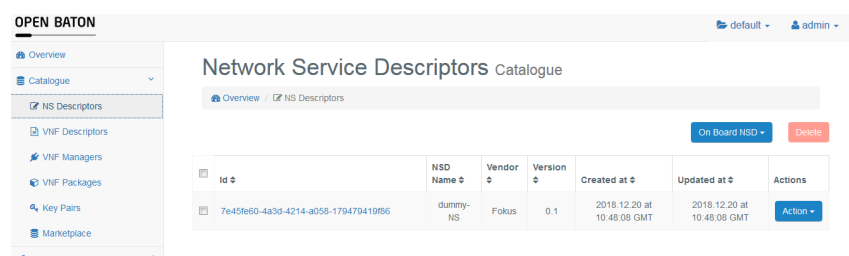 OPEN BATON
default
admin
Overview
Catalogue
NS Descriptors
VNF Descriptors
VNF Managers
VNF Packages
Key Pairs
Marketplace
Network Service Descriptors Catalogue
Overview / NS Descriptors
On Board NSD
Delete
Id
NSD
Name
Vendor
Version
Created at
Updated at
Actions
7e45fe60-4a3d-4214-a058-179479419f86
dummy-
NS
Fokus
0.1
2018.12.20 at
10:48:08 GMT
2018.12.20 at
10:48:08 GMT
Action